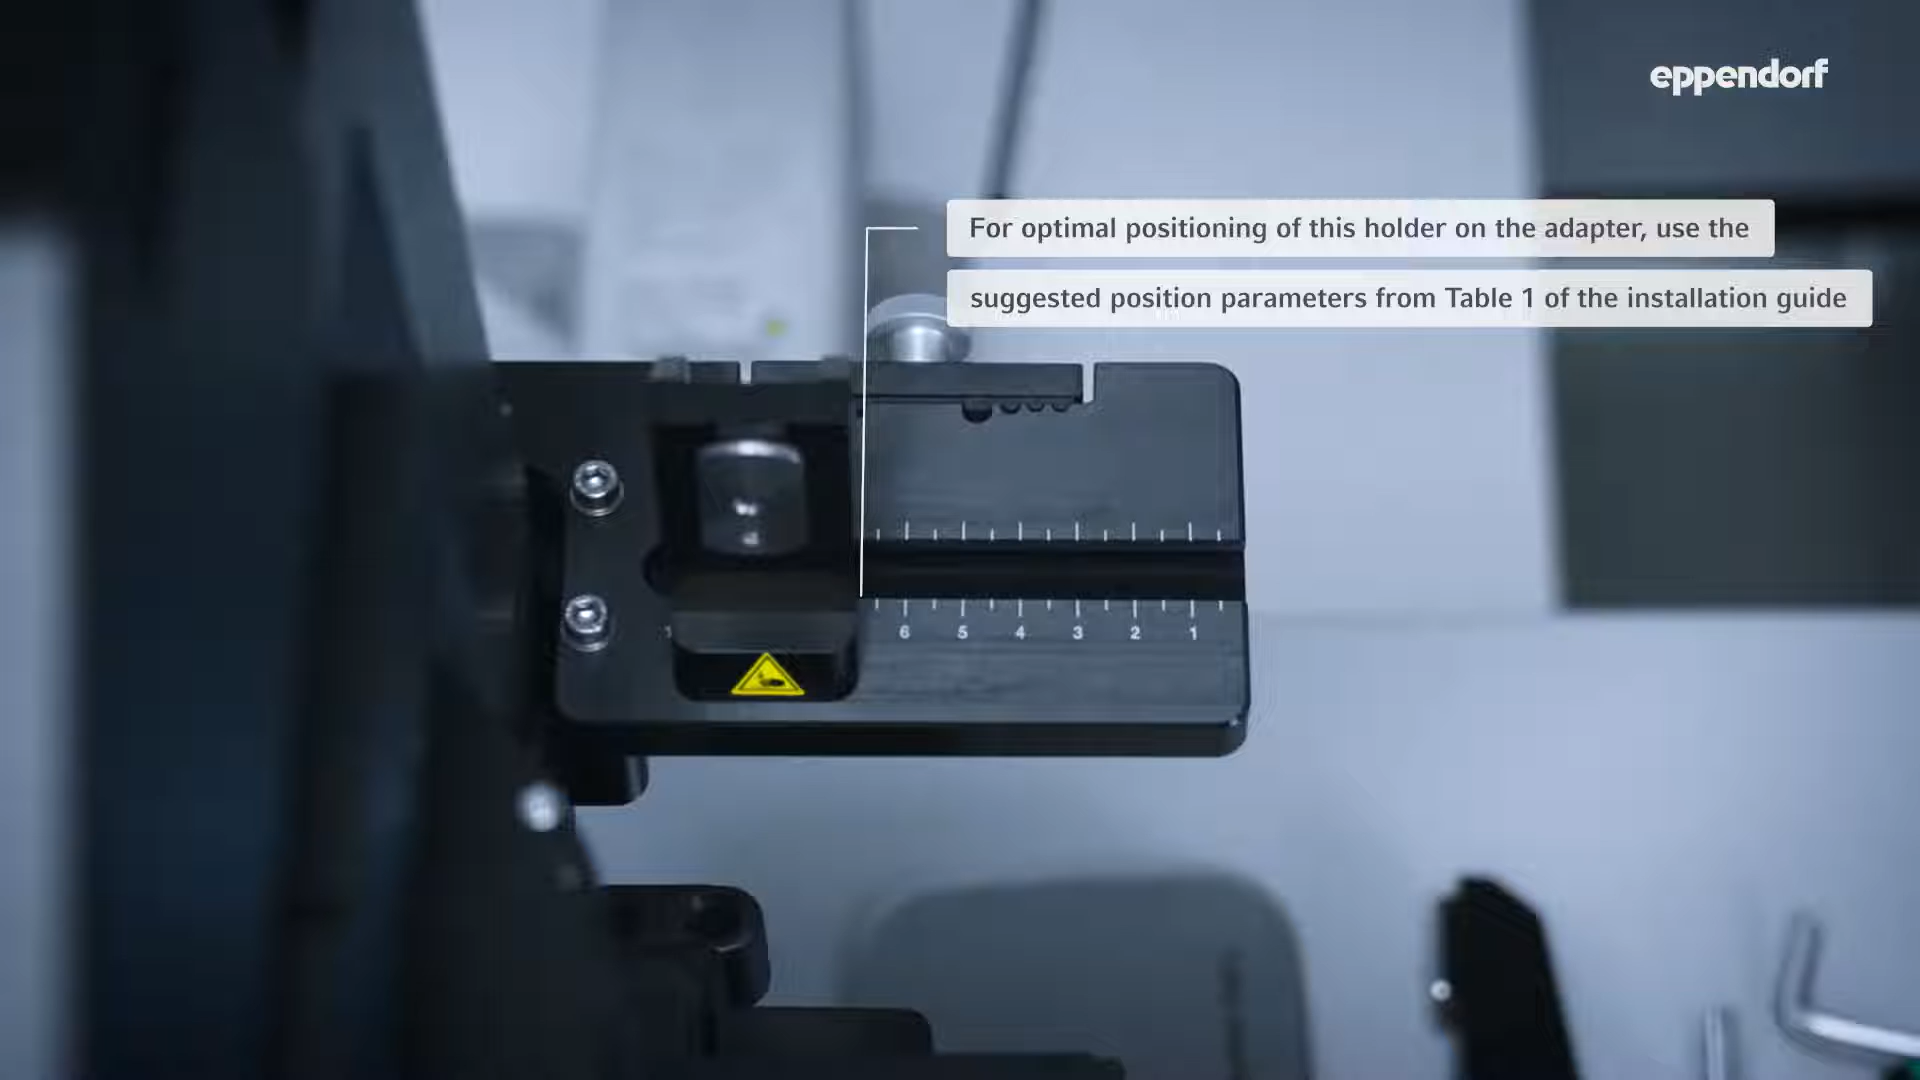 eppendorf
For optimal positioning of this holder on the adapter, use the
suggested position parameters from Table 1 of the installation guide
6 5 4 3 2 1